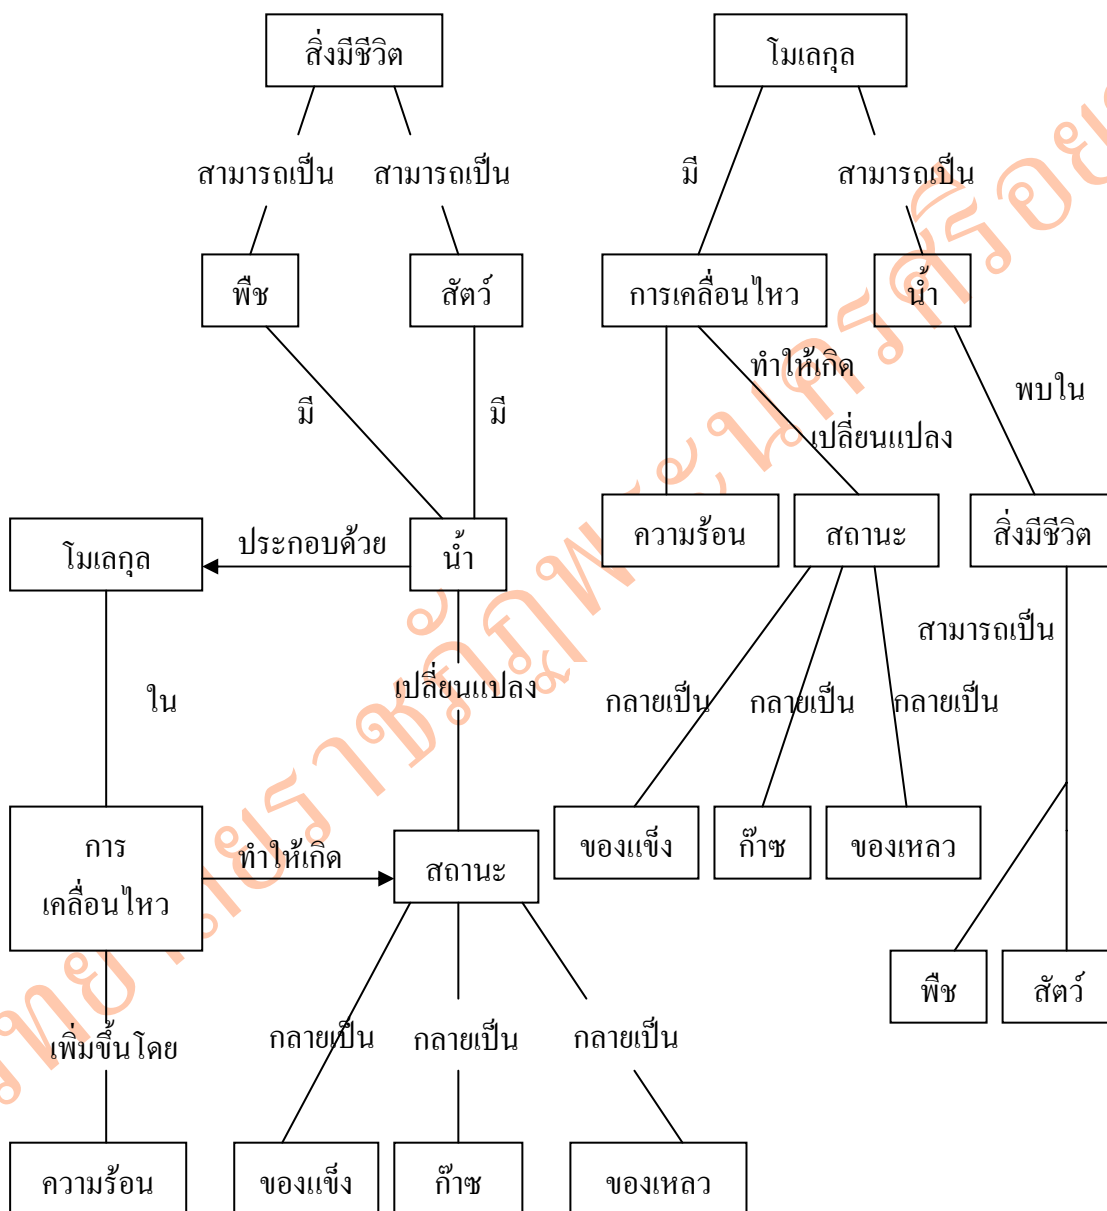 สิ่งมีชีวิต
สามารถเป็น สามารถเป็น
พืช สัตว์
มี มี
โมเลกุล ประกอบด้วย น้ำ
ใน เปลี่ยนแปลง
การ
เคลื่อนไหว
ทำให้เกิด สถานะ
เพิ่มขึ้นโดย กลายเป็น กลายเป็น กลายเป็น
ความร้อน ของแข็ง ก๊าซ ของเหลว
โมเลกุล
มี สามารถเป็น
การเคลื่อนไหว น้ำ
ทำให้เกิด
พบใน
เปลี่ยนแปลง
ความร้อน สถานะ สิ่งมีชีวิต
สามารถเป็น
กลายเป็น กลายเป็น กลายเป็น
ของแข็ง ก๊าซ ของเหลว
พืช สัตว์